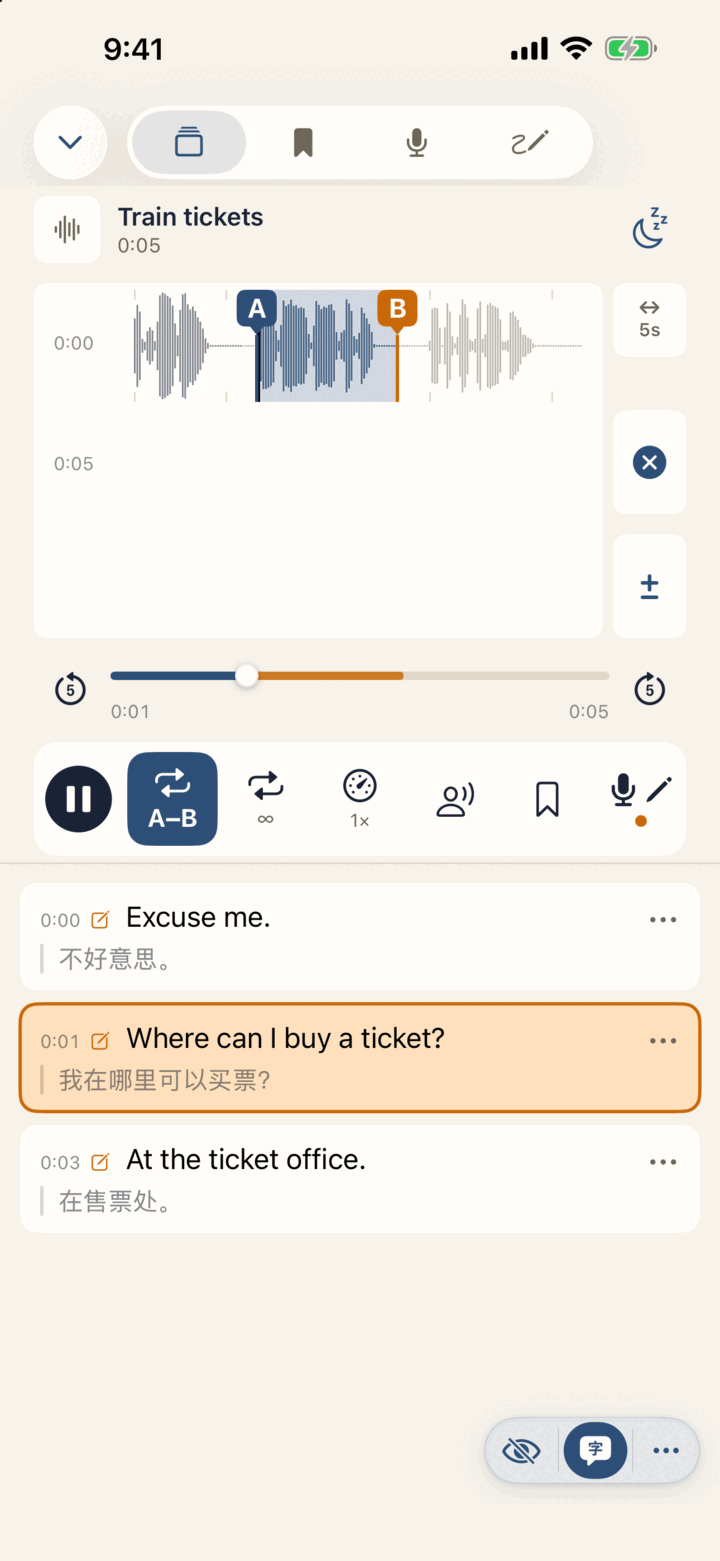 9:41
Train tickets
0:05
zzz
A
B
0:00
5s
0:05
5
5
0:01
0:05
A–B
∞
1x
0:00 Excuse me.
不好意思。
0:01 Where can I buy a ticket?
我在哪里可以买票?
0:03 At the ticket office.
在售票处。
字